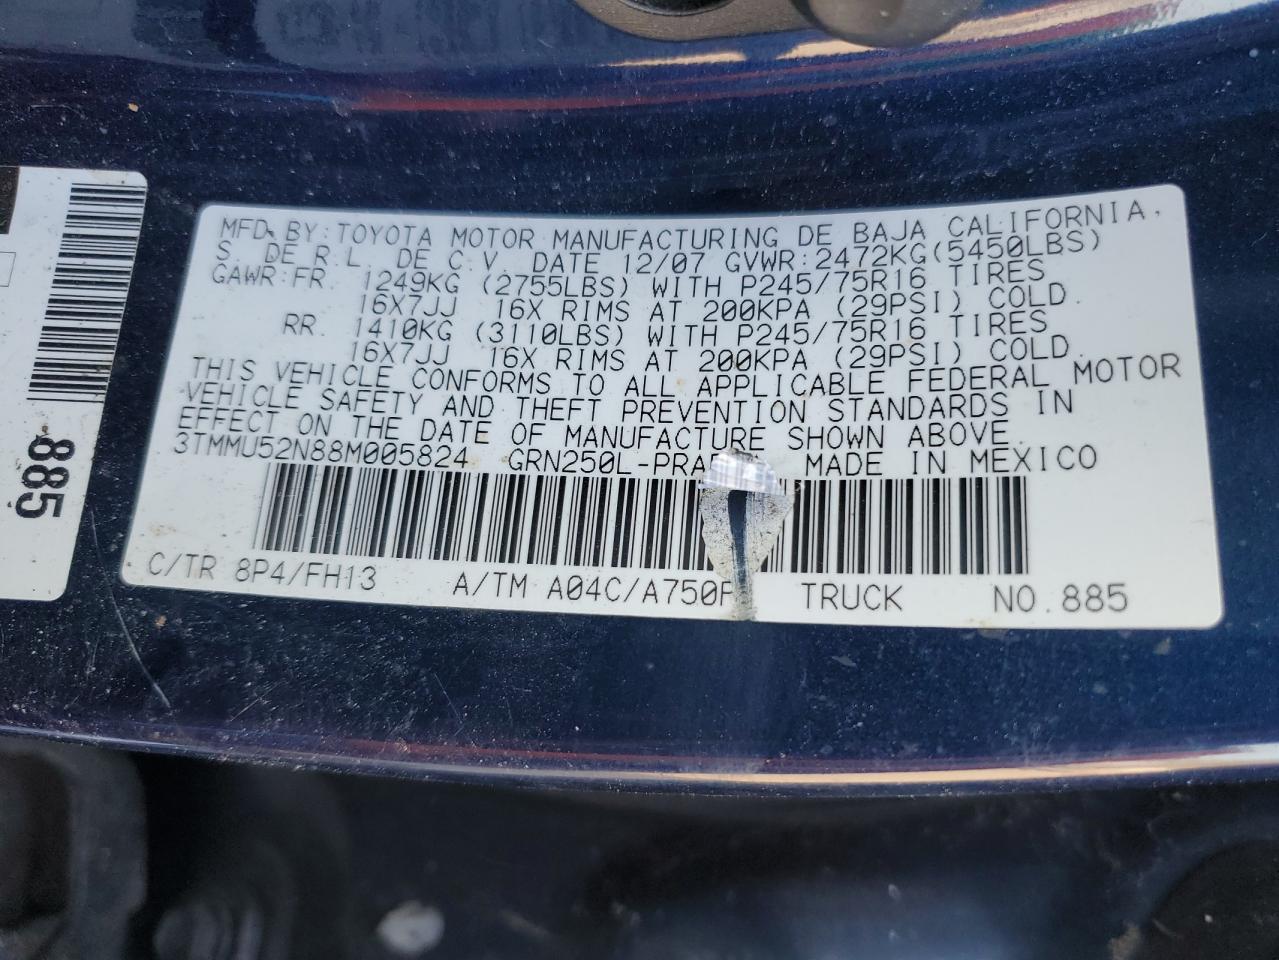 MFD. BY: TOYOTA MOTOR MANUFACTURING DE BAJA CALIFORNIA,
S. DE R.L. DE C.V. DATE 12/07 GVWR:2472KG(5450LBS)
GAWR:FR. 1249KG (2755LBS) WITH P245/75R16 TIRES
16X7JJ 16X RIMS AT 200KPA (29PSI) COLD.
RR. 1410KG (3110LBS) WITH P245/75R16 TIRES
16X7JJ 16X RIMS AT 200KPA (29PSI) COLD.
THIS VEHICLE CONFORMS TO ALL APPLICABLE FEDERAL MOTOR
VEHICLE SAFETY AND THEFT PREVENTION STANDARDS IN
EFFECT ON THE DATE OF MANUFACTURE SHOWN ABOVE.
3TMMU52N88M005824 MADE IN MEXICO
C/TR 8P4/FH13 A/TM TRUCK NO.885
885